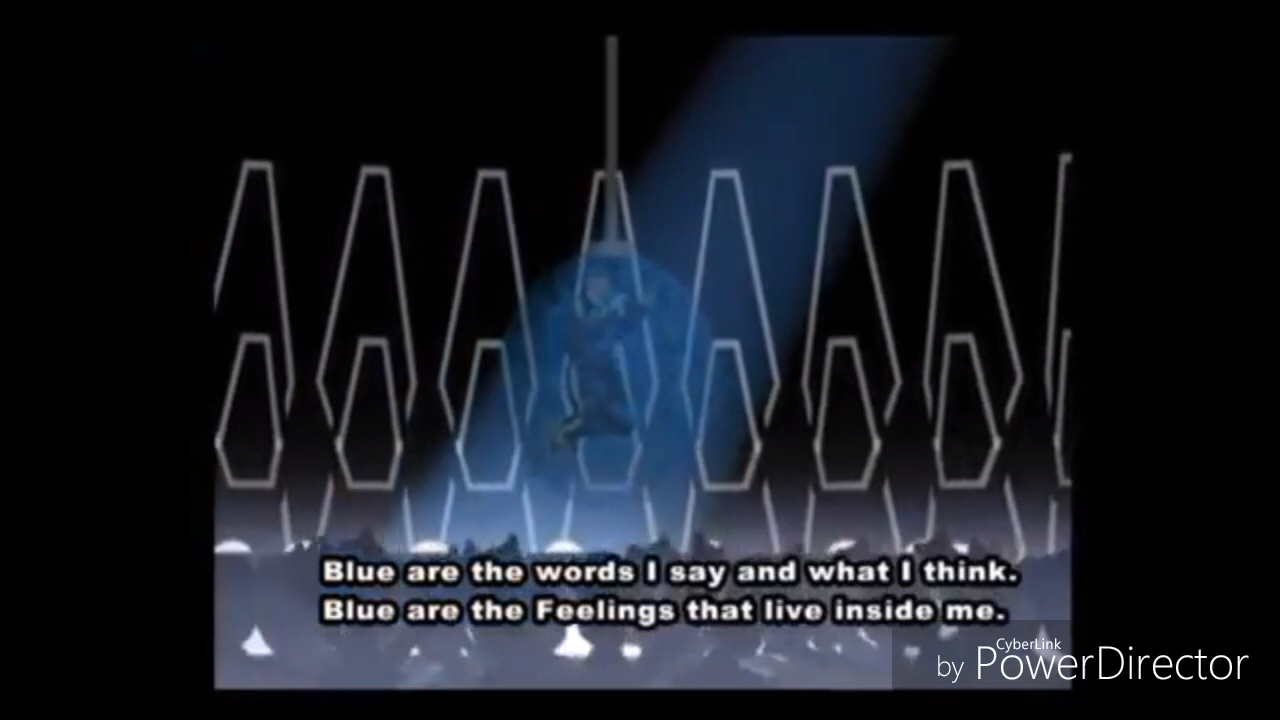 Blue are the words I say and what I think.
Blue are the Feelings that live inside me.
CyberLink
by PowerDirector